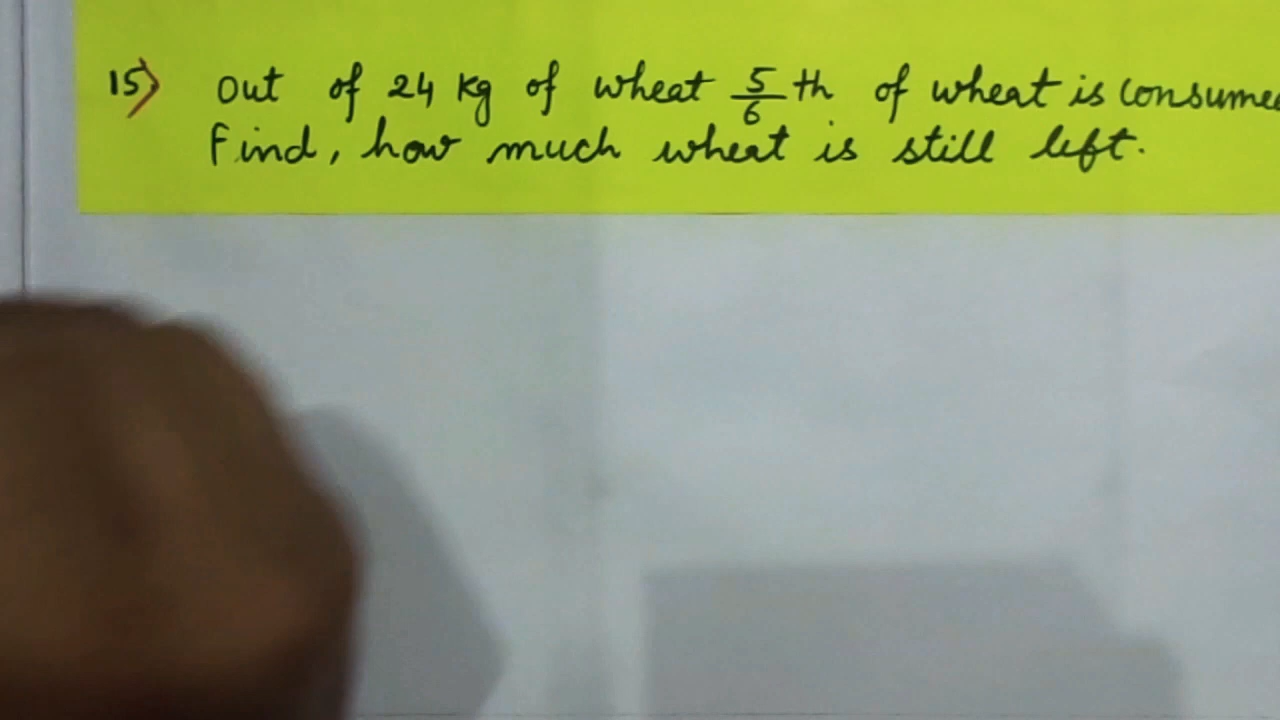 15) Out of 24 kg of wheat 5/6 th of wheat is consume
Find, how much wheat is still left.